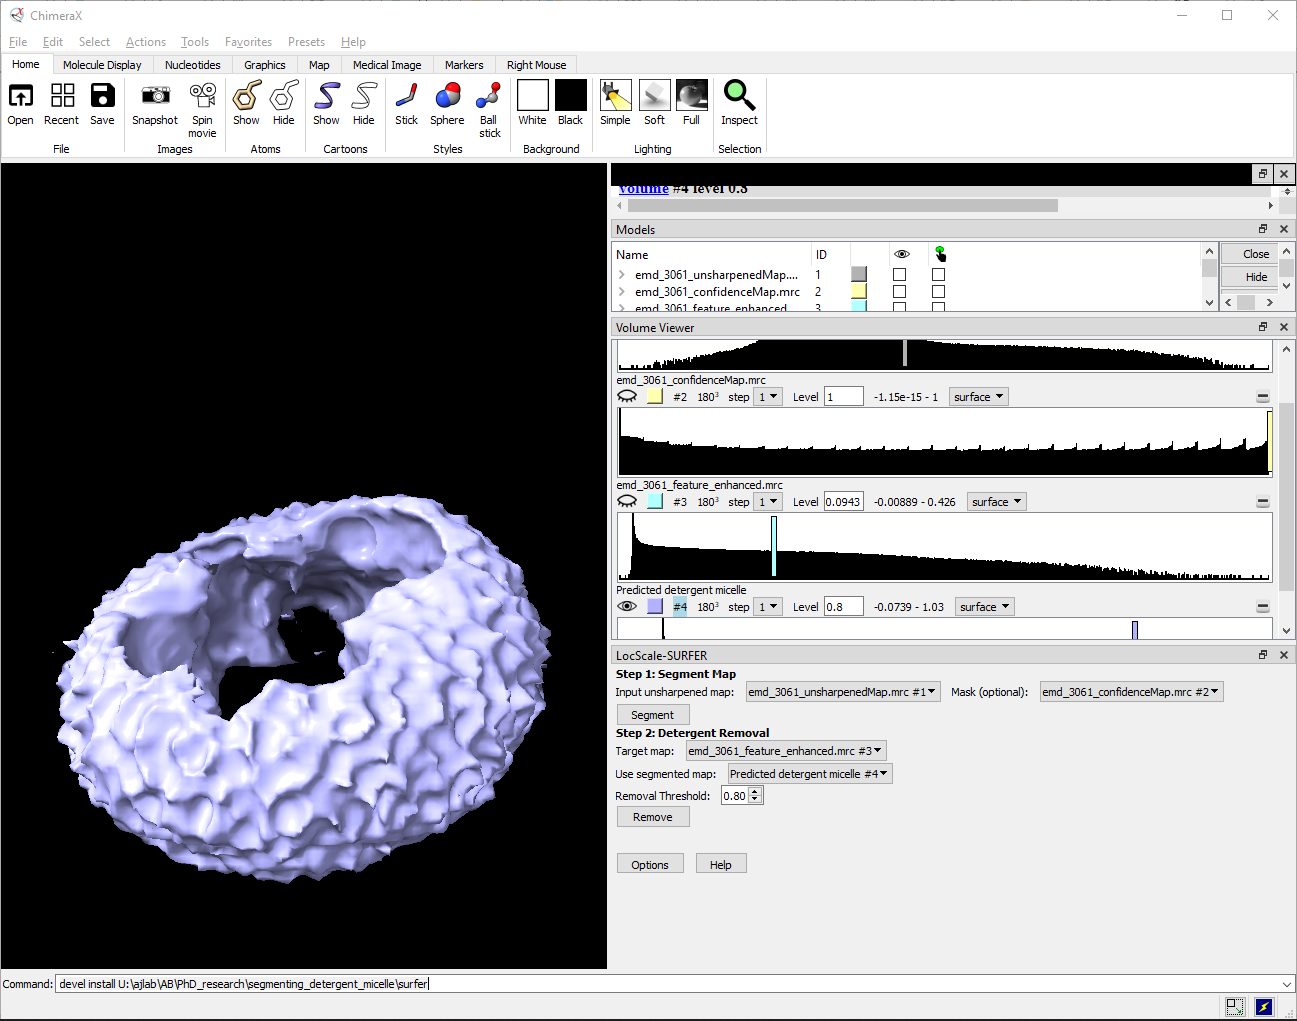 ChimeraX
File Edit Select Actions Tools Favorites Presets Help
Home Molecule Display Nucleotides Graphics Map Medical Image Markers Right Mouse
Open Recent Save Snapshot Spin movie Show Hide Show Hide Stick Sphere Ball stick White Black Simple Soft Full Inspect
File Images Atoms Cartoons Styles Background Lighting Selection
volume #4 level 0.8
Models
Name ID
emd_3061_unsharpenedMap.... 1
emd_3061_confidenceMap.mrc 2
emd_3061_feature_enhanced 3
Close
Hide
Volume Viewer
emd_3061_confidenceMap.mrc
#2 180³ step 1 Level 1 -1.15e-15 - 1 surface
emd_3061_feature_enhanced.mrc
#3 180³ step 1 Level 0.0943 -0.00889 - 0.426 surface
Predicted detergent micelle
#4 180³ step 1 Level 0.8 -0.0739 - 1.03 surface
LocScale-SURFER
Step 1: Segment Map
Input unsharpened map: emd_3061_unsharpenedMap.mrc #1 Mask (optional): emd_3061_confidenceMap.mrc #2
Segment
Step 2: Detergent Removal
Target map: emd_3061_feature_enhanced.mrc #3
Use segmented map: Predicted detergent micelle #4
Removal Threshold: 0.80
Remove
Options Help
Command: devel install U:\ajlab\AB\PhD_research\segmenting_detergent_micelle\surfer